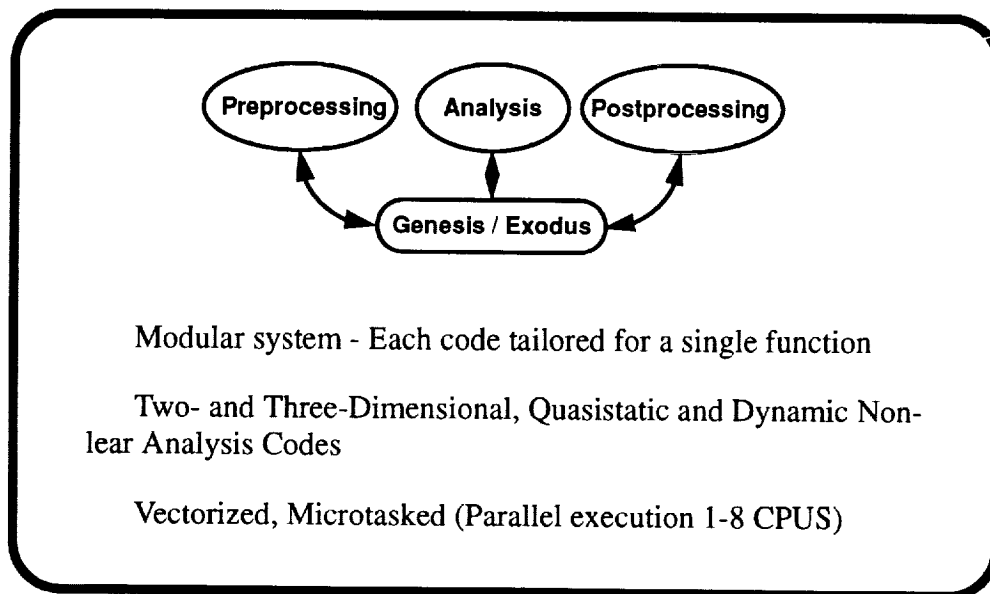 Preprocessing Analysis Postprocessing
Genesis / Exodus
Modular system - Each code tailored for a single function
Two- and Three-Dimensional, Quasistatic and Dynamic Non-
lear Analysis Codes
Vectorized, Microtasked (Parallel execution 1-8 CPUS)